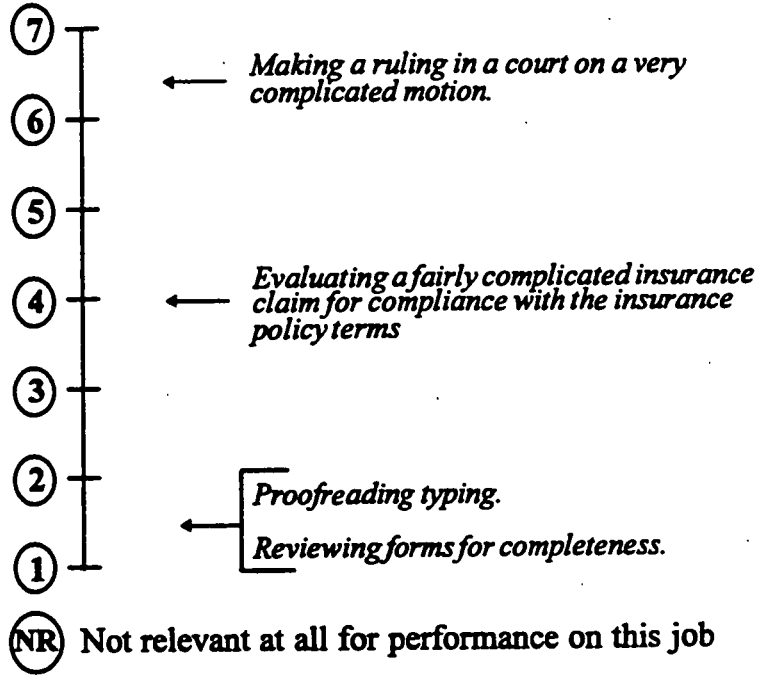 7
Making a ruling in a court on a very
complicated motion.
6
5
Evaluating a fairly complicated insurance
claim for compliance with the insurance
policy terms
4
3
2
Proofreading typing.
Reviewing forms for completeness.
1
NR Not relevant at all for performance on this job